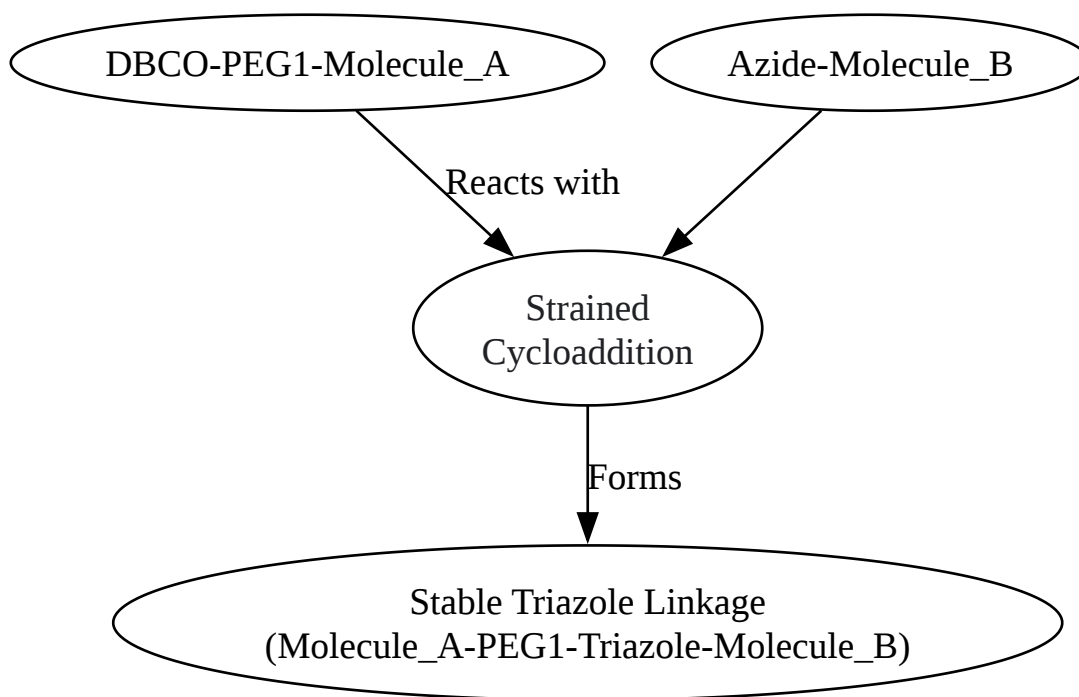 DBCO-PEG1-Molecule_A
Azide-Molecule_B
Reacts with
Strained
Cycloaddition
Forms
Stable Triazole Linkage
(Molecule_A-PEG1-Triazole-Molecule_B)